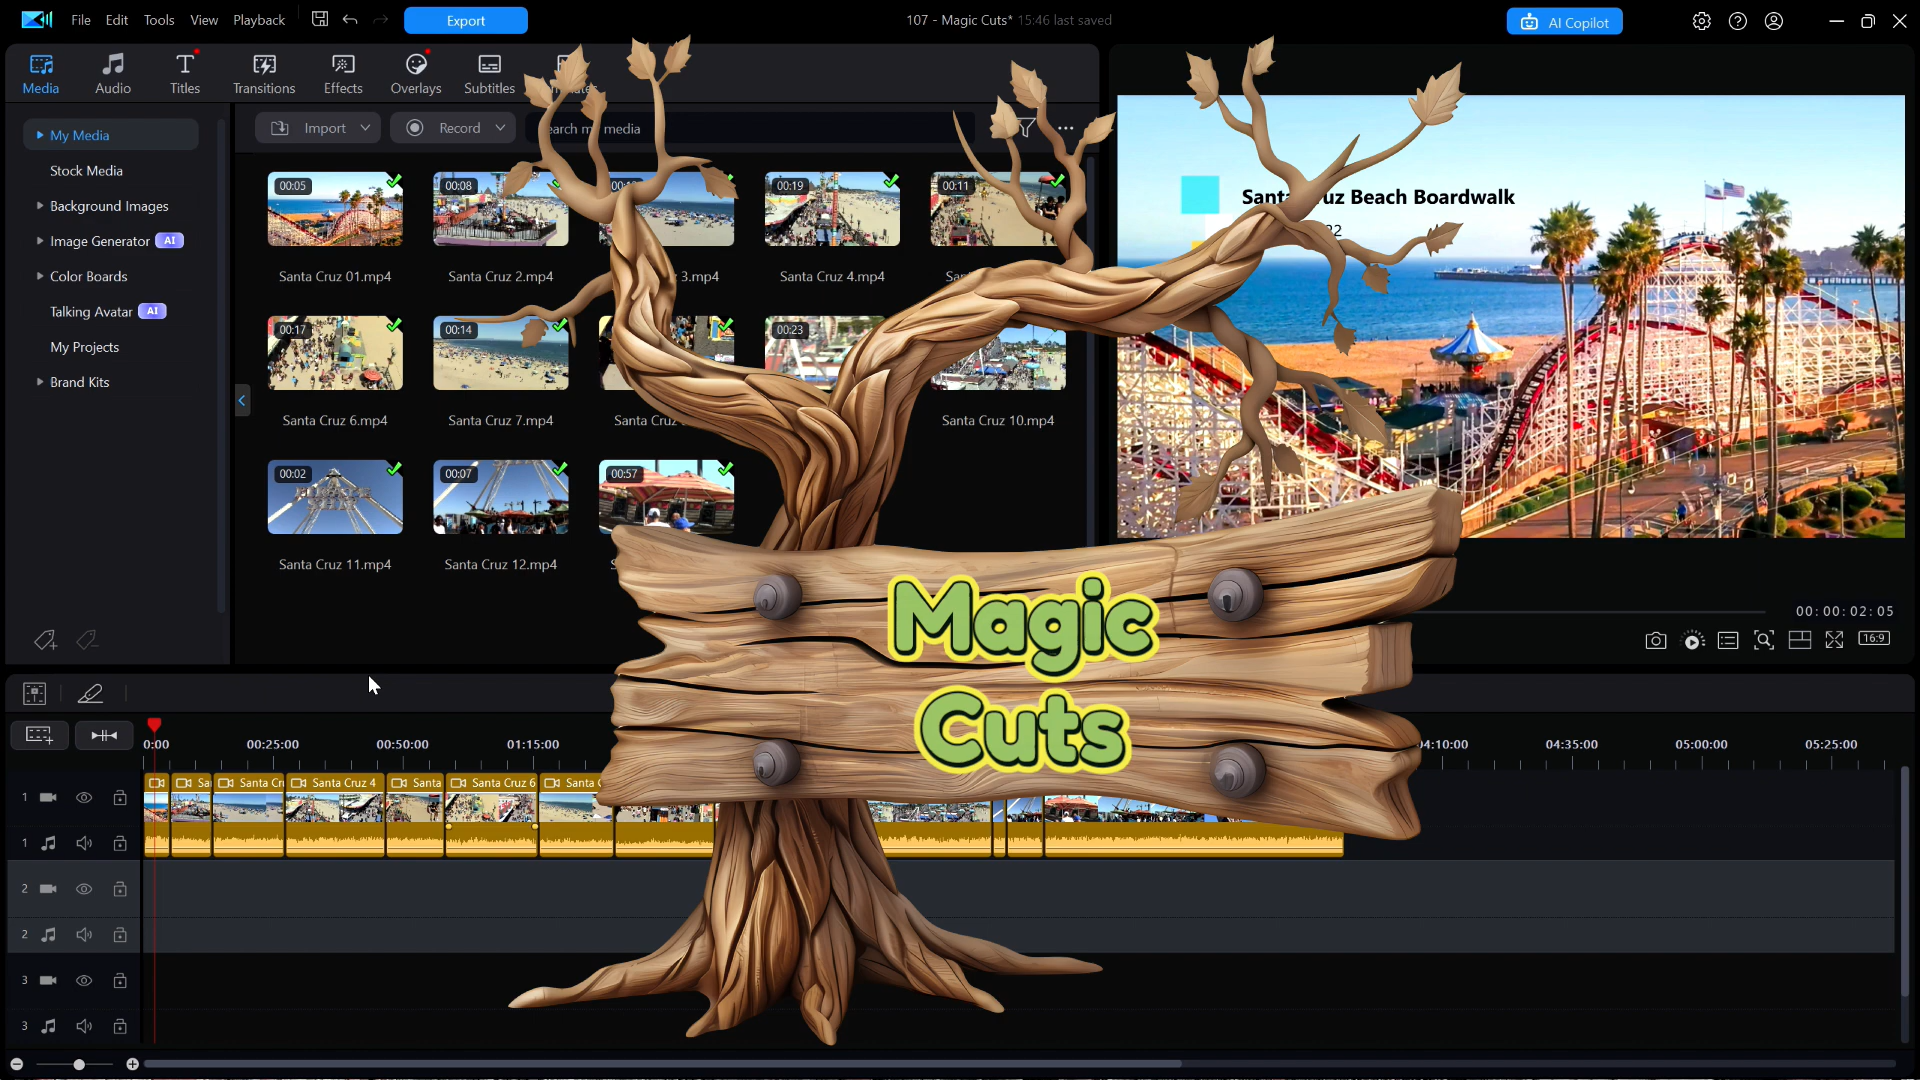 File Edit Tools View Playback
Export
107 - Magic Cuts* 15:46 last saved
AI Copilot
Media Audio Titles Transitions Effects Overlays Subtitles
Import Record
My Media
Stock Media
Background Images
Image Generator AI
Color Boards
Talking Avatar AI
My Projects
Brand Kits
00:05 00:08 00:19 00:11
Santa Cruz 01.mp4 Santa Cruz 2.mp4 3.mp4 Santa Cruz 4.mp4
00:17 00:14 00:23
Santa Cruz 6.mp4 Santa Cruz 7.mp4 Santa Cruz 10.mp4
00:02 00:07 00:57
Santa Cruz 11.mp4 Santa Cruz 12.mp4
Beach Boardwalk
Magic
Cuts
00:00:02:05
16:9
0:00 00:25:00 00:50:00 01:15:00 04:35:00 05:00:00 05:25:00
1 Santa Cruz 4 Santa Santa Cruz 6
1
2
2
3
3